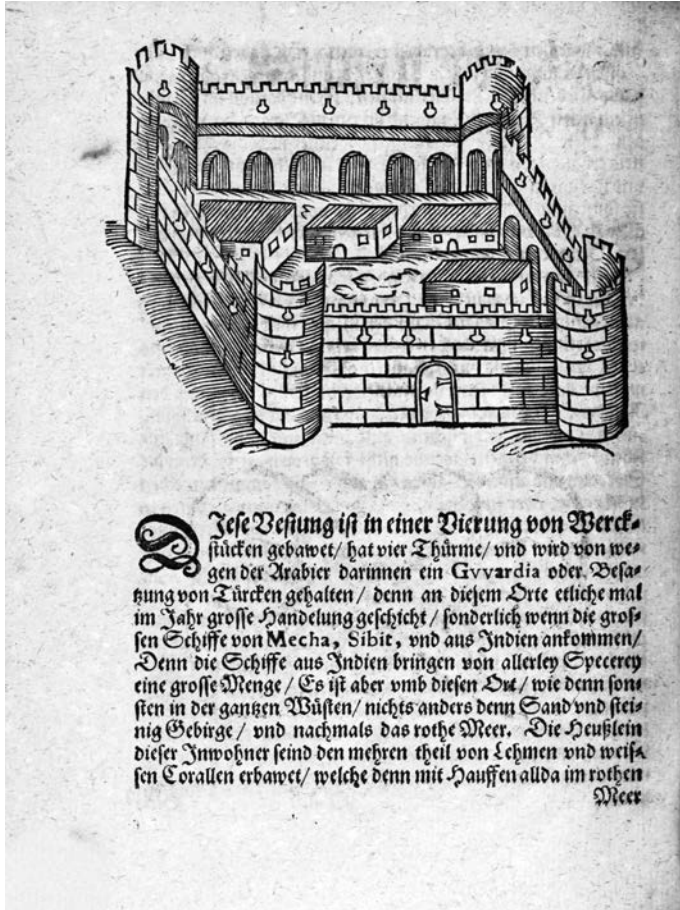 DJese Vestung ist in einer Vierung von Werck-
stücken gebawet/ hat vier Thürme/ vnd wird von we-
gen der Arabier darinnen ein Gvvardia oder Besa-
tzung von Türcken gehalten/ denn an diesem Orte etliche mal
im Jahr grosse Handelung geschicht/ sonderlich wenn die gros-
sen Schiffe von Mecha, Sibit, vnd aus Jndien ankommen/
Denn die Schiffe aus Jndien bringen von allerley Specerey
eine grosse Menge/ Es ist aber vmb diesen Ort/ wie denn son-
sten in der gantzen Wüsten/ nichts anders denn Sand vnd stei-
nig Gebirge/ vnd nachmals das rothe Meer. Die Heußlein
dieser Jnwohner seind den mehren theil von Lehmen vnd weis-
sen Corallen erbawet/ welche denn mit Hauffen allda im rothen
Meer